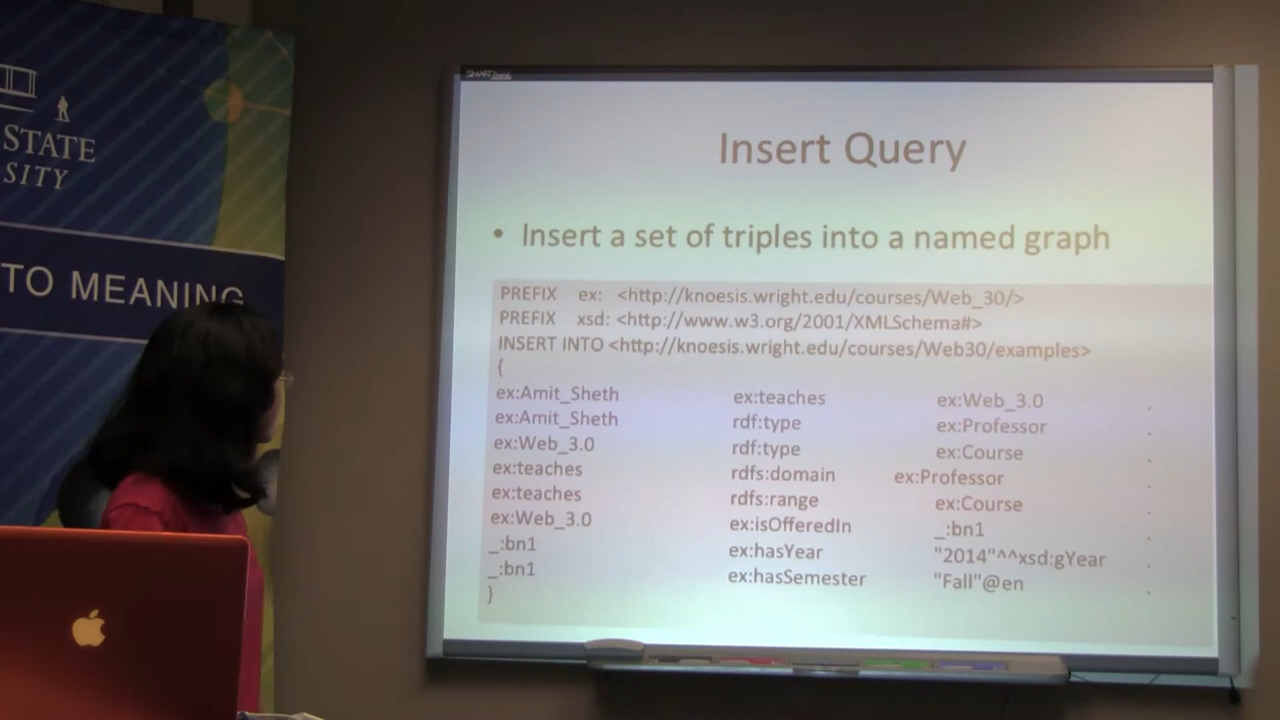 STATE
SITY
TO MEANING
SMART Board
Insert Query
• Insert a set of triples into a named graph
PREFIX ex: <http://knoesis.wright.edu/courses/Web_30/>
PREFIX xsd: <http://www.w3.org/2001/XMLSchema#>
INSERT INTO <http://knoesis.wright.edu/courses/Web30/examples>
{
ex:Amit_Sheth ex:teaches ex:Web_3.0 .
ex:Amit_Sheth rdf:type ex:Professor .
ex:Web_3.0 rdf:type ex:Course .
ex:teaches rdfs:domain ex:Professor .
ex:teaches rdfs:range ex:Course .
ex:Web_3.0 ex:isOfferedIn _:bn1 .
_:bn1 ex:hasYear "2014"^^xsd:gYear .
_:bn1 ex:hasSemester "Fall"@en .
}